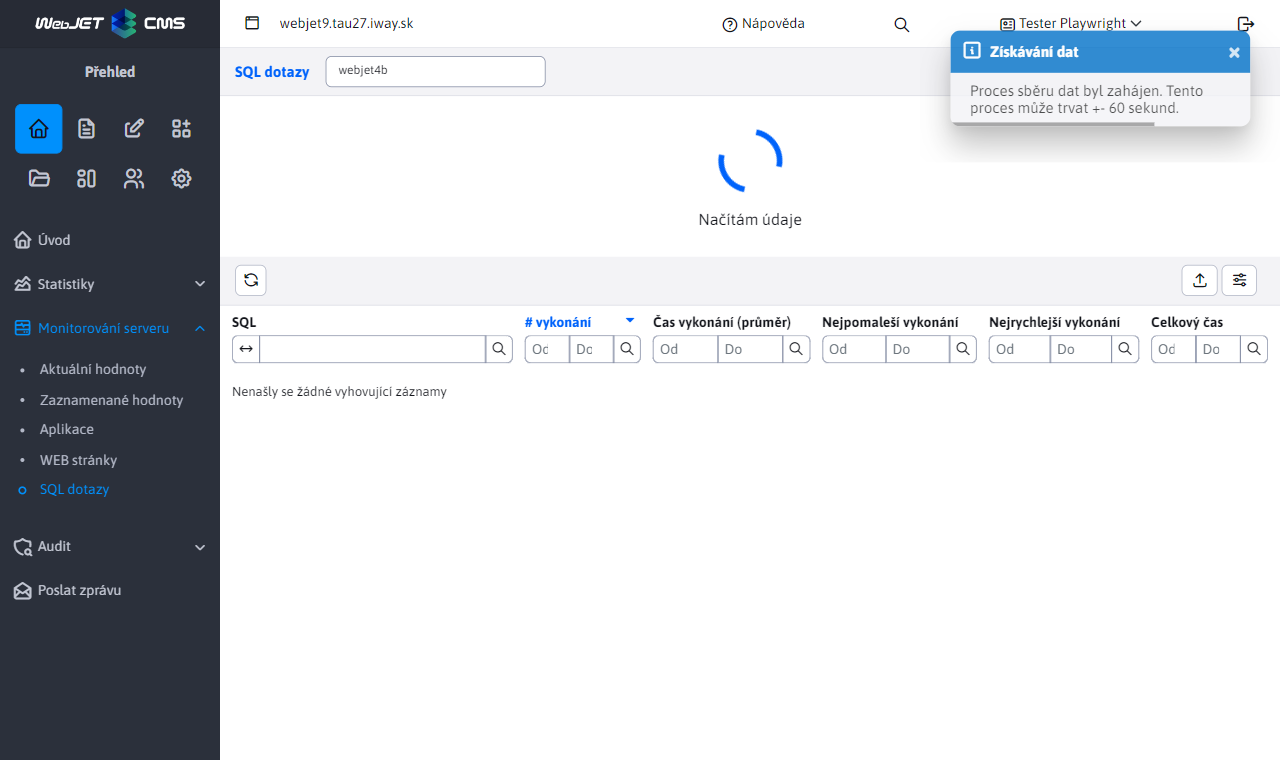 WebJET CMS
webjet9.tau27.iway.sk
Nápověda
Tester Playwright
Přehled
SQL dotazy
webjet4b
Získávání dat
Proces sběru dat byl zahájen. Tento
proces může trvat +- 60 sekund.
Načítám údaje
Úvod
Statistiky
Monitorování serveru
Aktuální hodnoty
Zaznamenané hodnoty
Aplikace
WEB stránky
SQL dotazy
Audit
Poslat zprávu
SQL
# vykonání
Čas vykonání (průměr)
Nejpomaleší vykonání
Nejrychlejší vykonání
Celkový čas
Od Do Od Do Od Do Od Do Od Do
Nenašly se žádné vyhovující záznamy